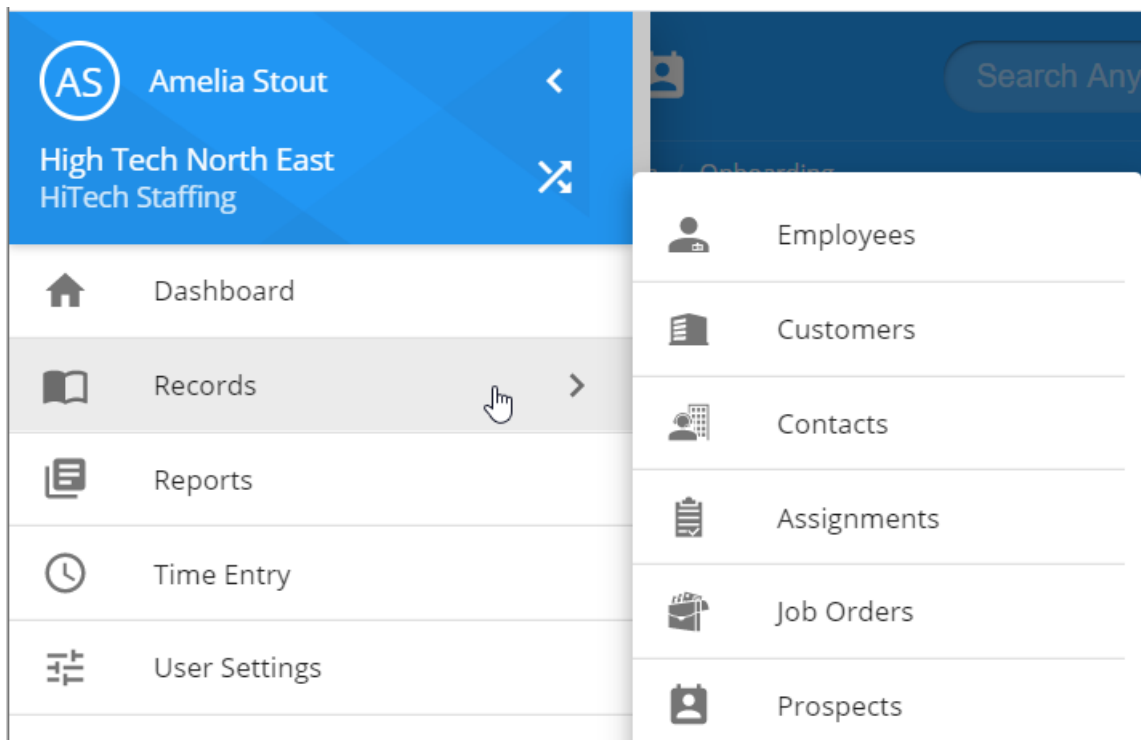 AS
Amelia Stout
High Tech North East
HiTech Staffing
Dashboard
Records
Reports
Time Entry
User Settings
Search Any
/ Onboarding
Employees
Customers
Contacts
Assignments
Job Orders
Prospects